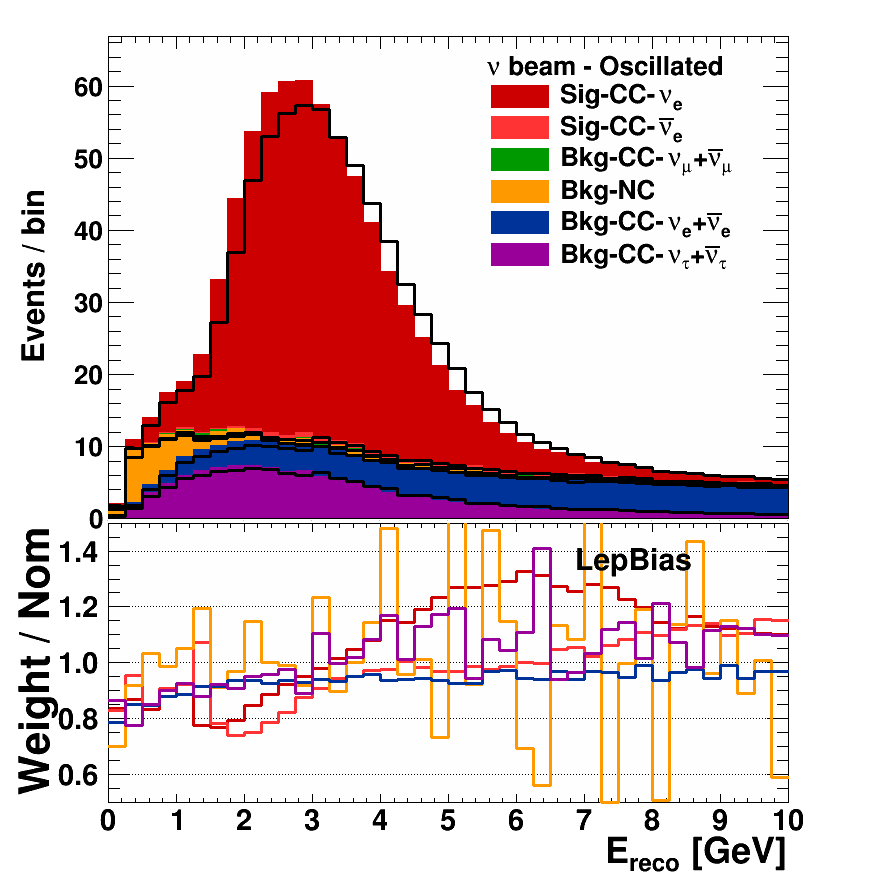 ν beam - Oscillated
Sig-CC-νe
Sig-CC-ν̅e
Bkg-CC-νμ+ν̅μ
Bkg-NC
Bkg-CC-νe+ν̅e
Bkg-CC-ντ+ν̅τ
Events / bin
60
50
40
30
20
10
0
LepBias
Weight / Nom
1.4
1.2
1.0
0.8
0.6
0 1 2 3 4 5 6 7 8 9 10
Ereco [GeV]